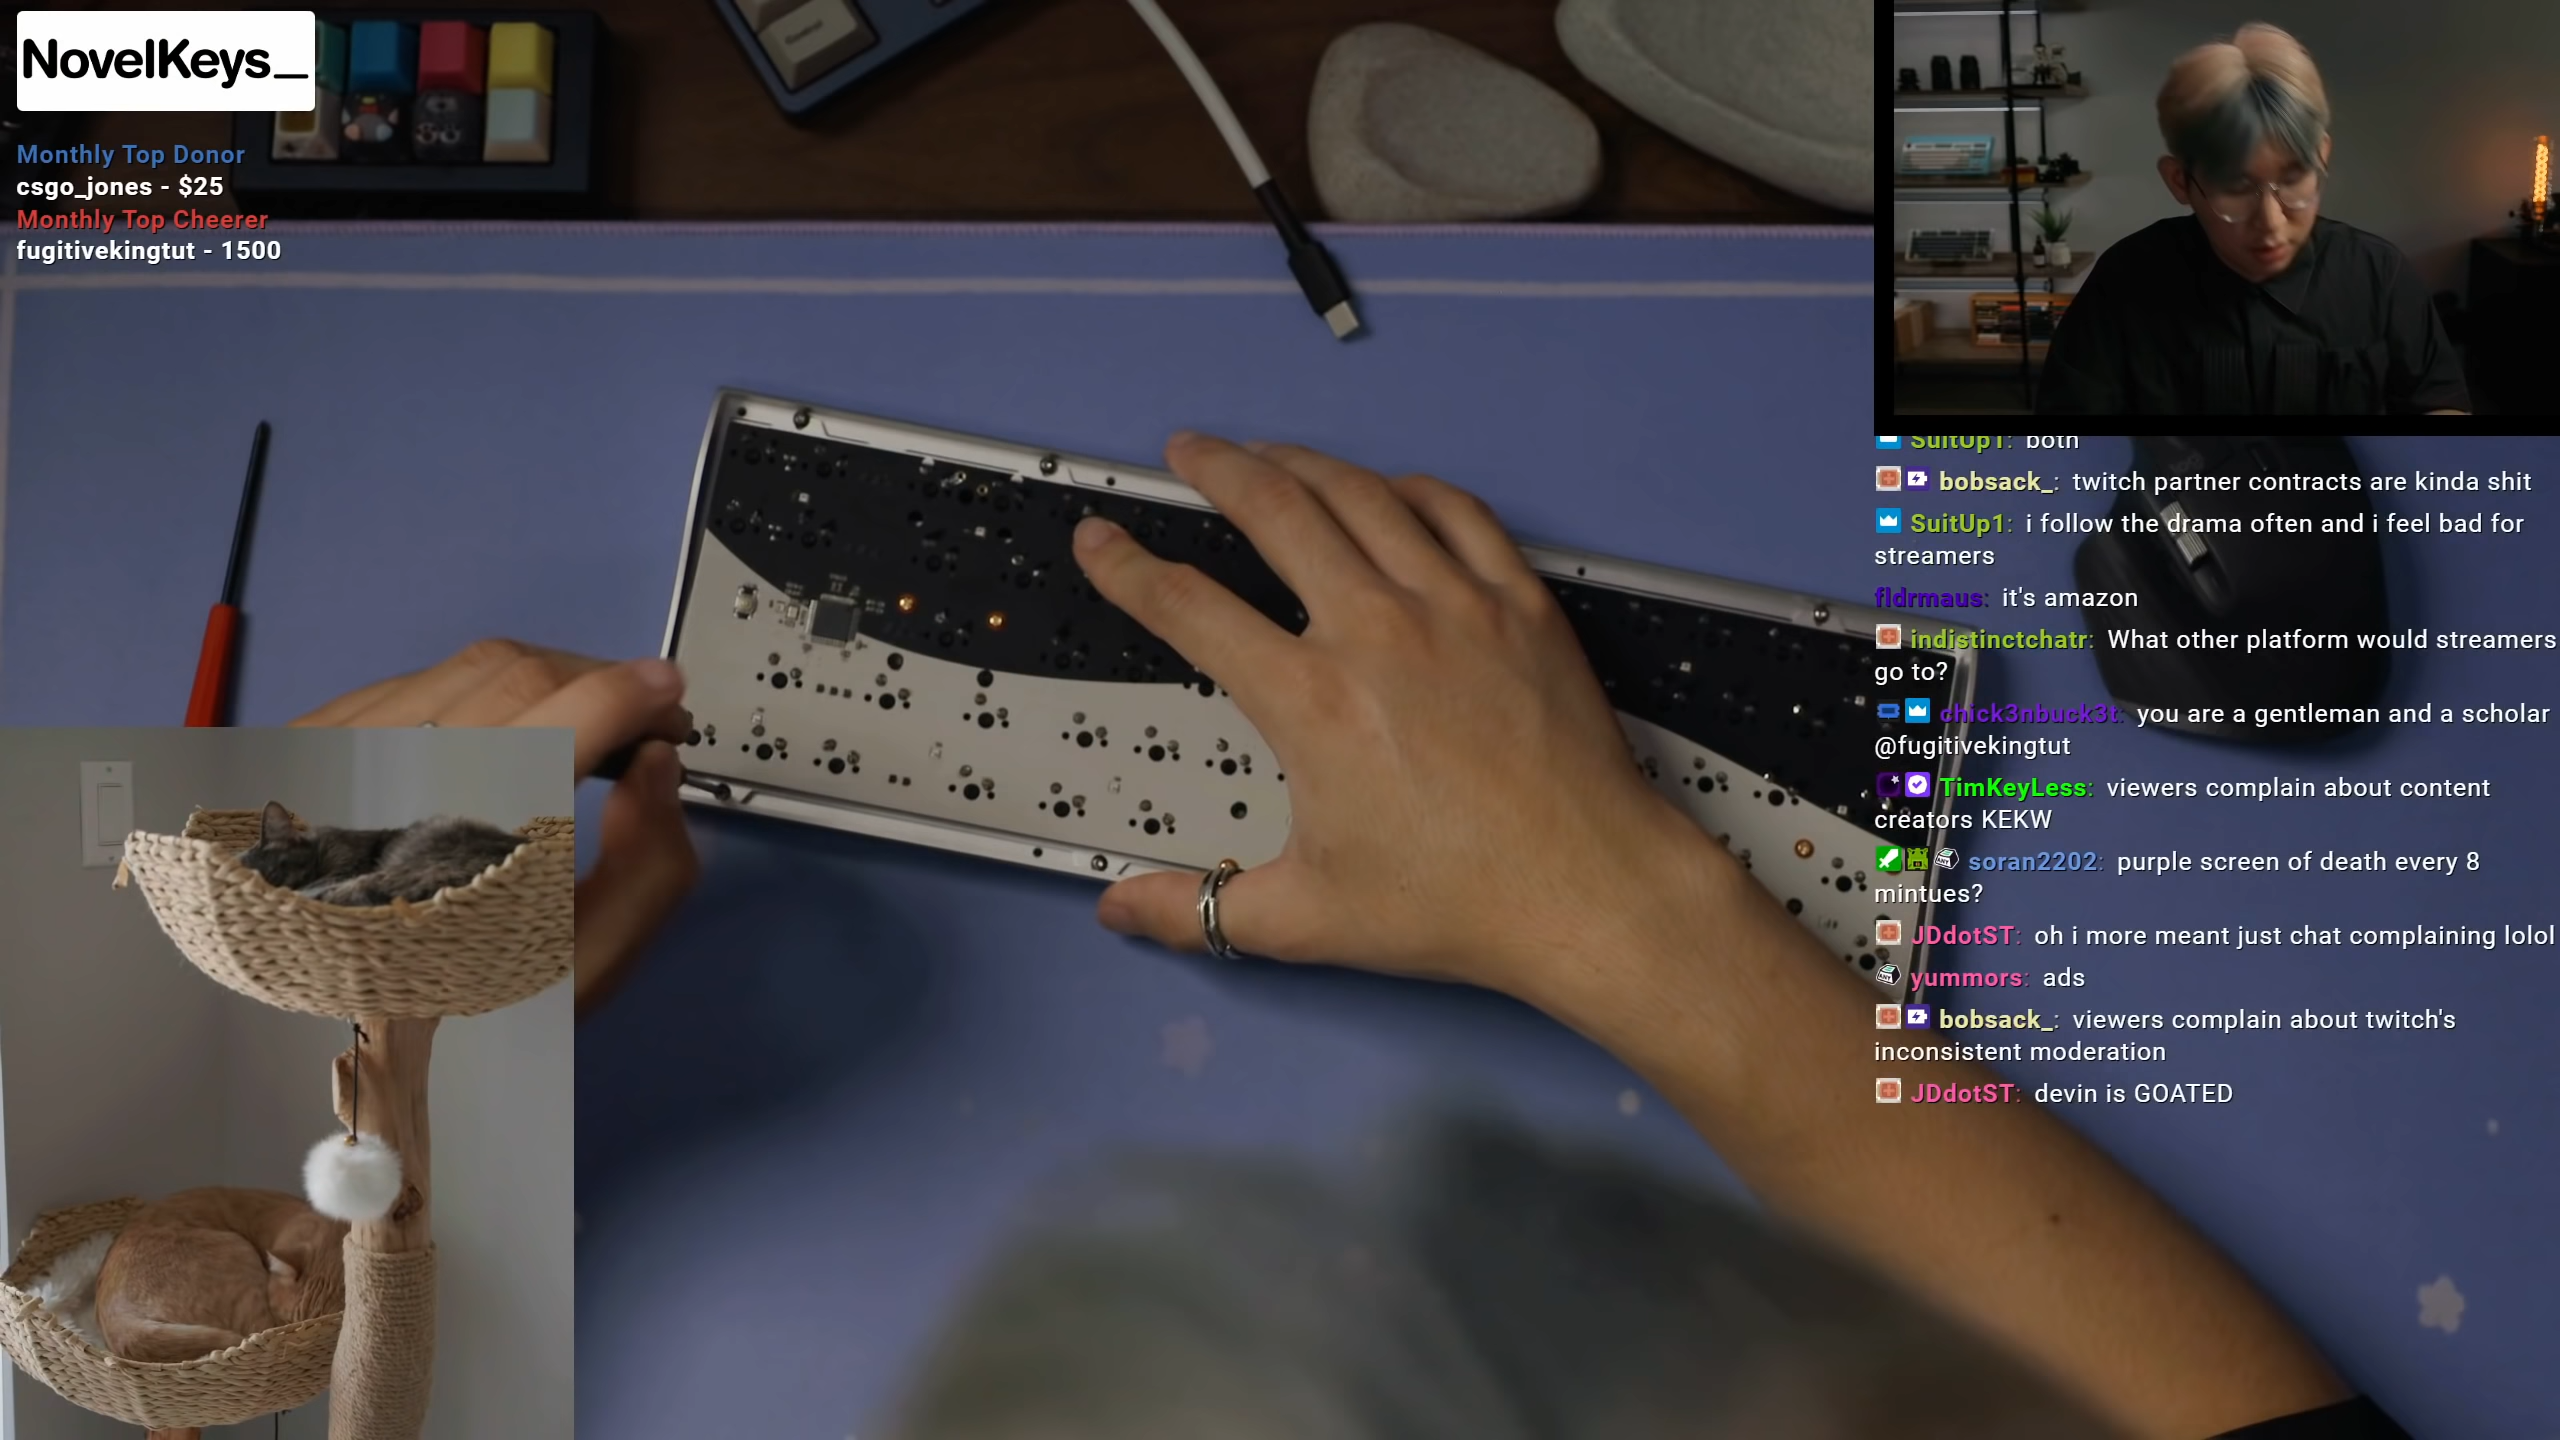 NovelKeys_
Monthly Top Donor
csgo_jones - $25
Monthly Top Cheerer
fugitivekingtut - 1500
SuitUp1: both
bobsack_: twitch partner contracts are kinda shit
SuitUp1: i follow the drama often and i feel bad for
streamers
fldrmaus: it's amazon
indistinctchatr: What other platform would streamers
go to?
chick3nbuck3t: you are a gentleman and a scholar
@fugitivekingtut
TimKeyLess: viewers complain about content
creators KEKW
soran2202: purple screen of death every 8
mintues?
JDdotST: oh i more meant just chat complaining lolol
yummors: ads
bobsack_: viewers complain about twitch's
inconsistent moderation
JDdotST: devin is GOATED